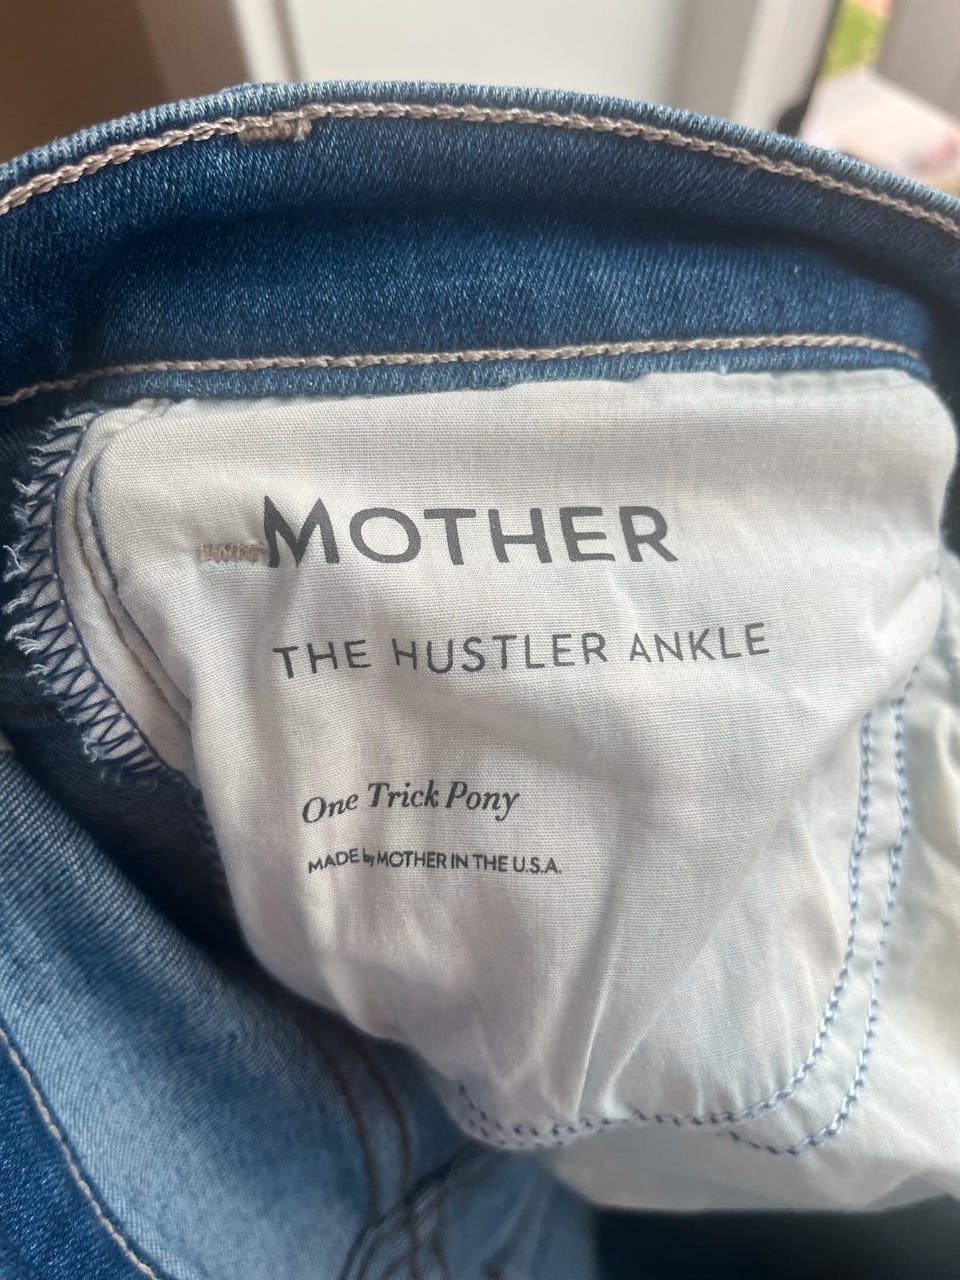 MOTHER
THE HUSTLER ANKLE
One Trick Pony
MADE by MOTHER IN THE U.S.A.